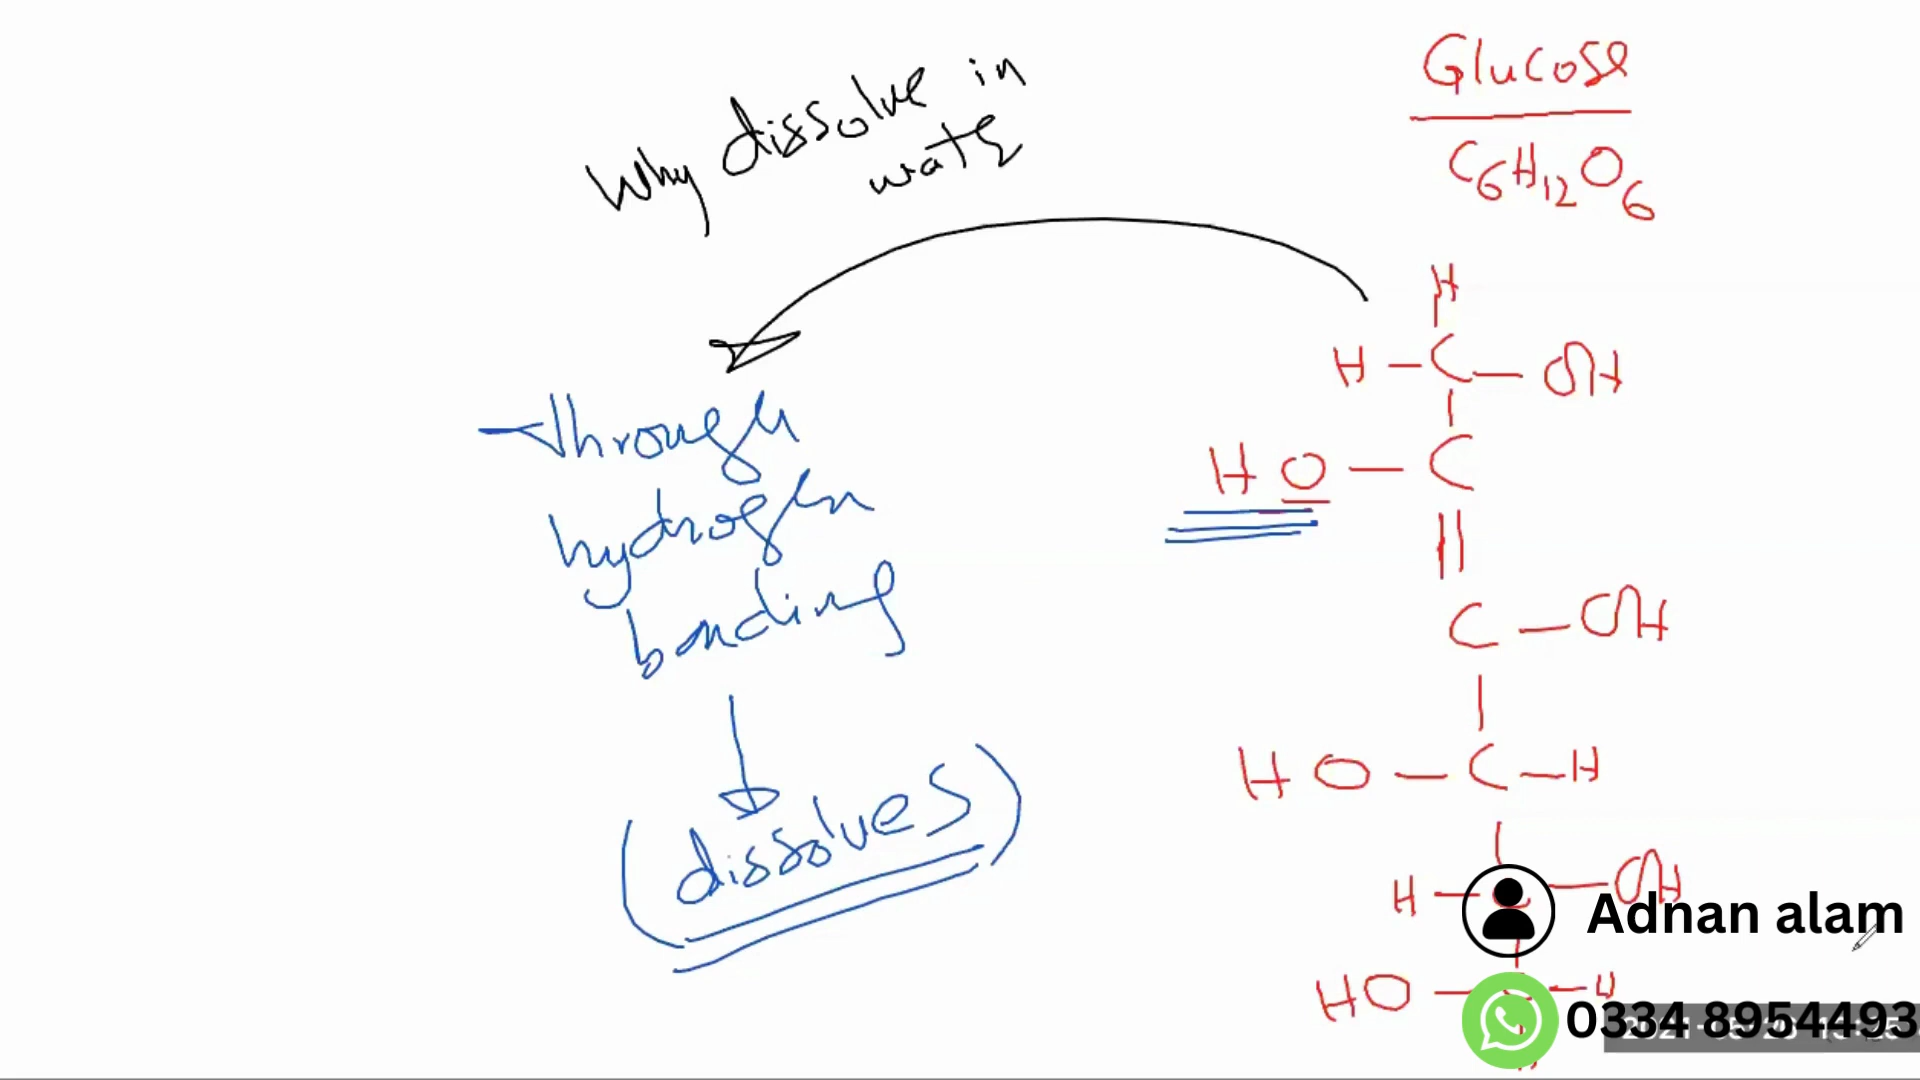 Why dissolve in
water
Glucose
C6H12O6
H
H - C - OH
HO - C
Through
hydrogen
bonding
C - OH
HO - C - H
dissolves
H - C - OH
Adnan alam
HO - C - H
0334 8954493